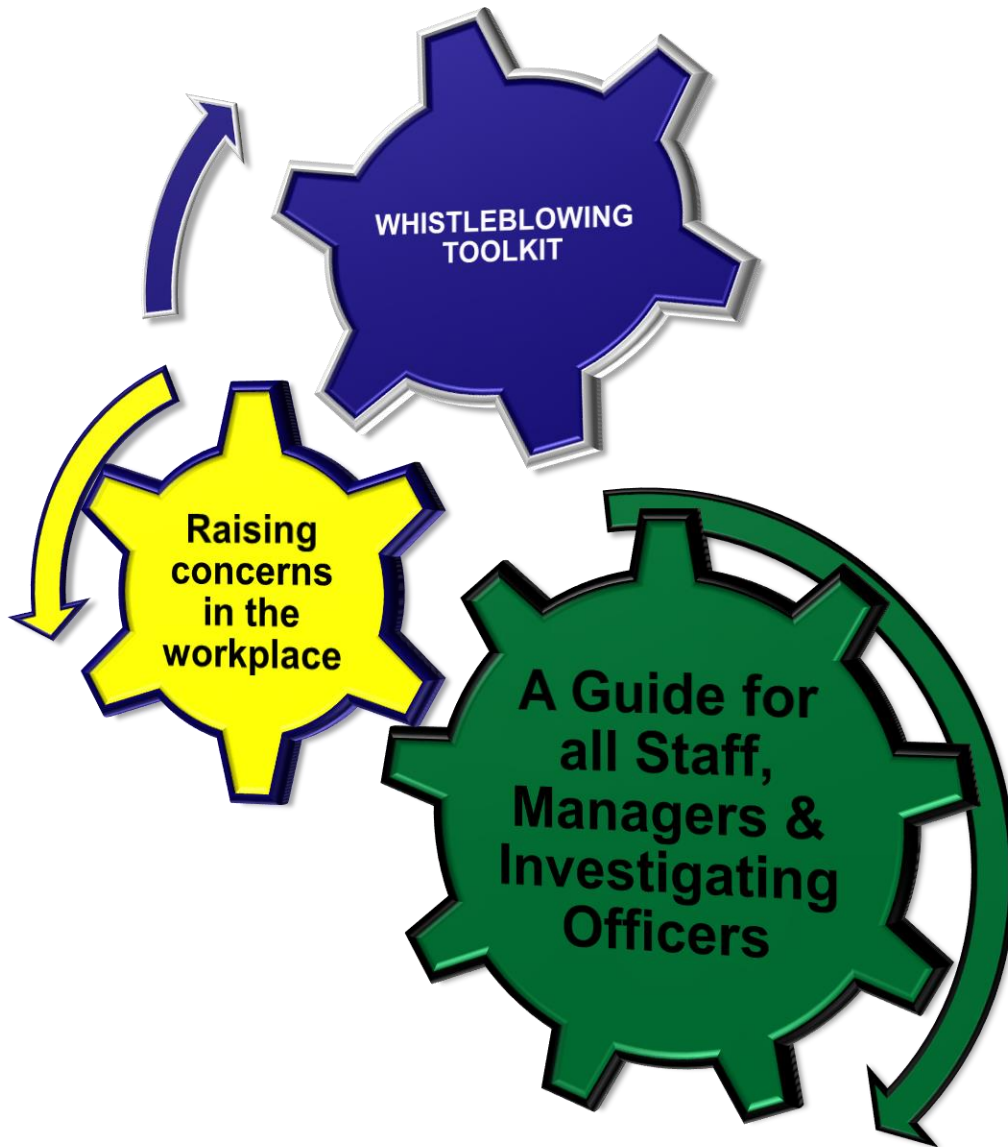 WHISTLEBLOWING
TOOLKIT
Raising
concerns
in the
workplace
A Guide for
all Staff,
Managers &
Investigating
Officers